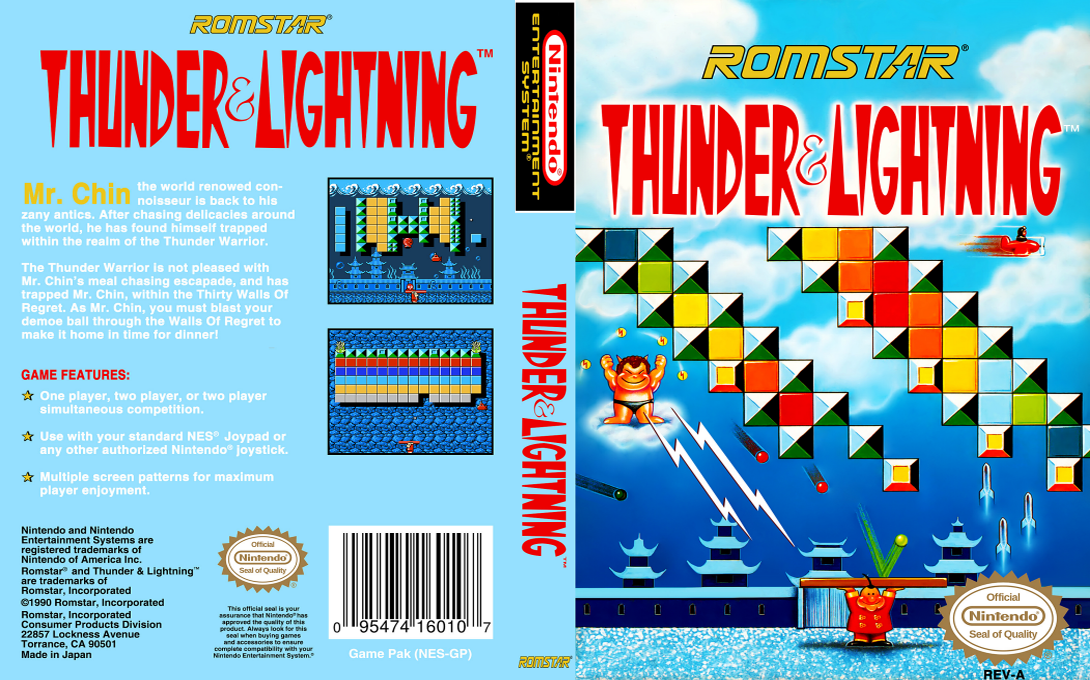 ROMSTAR®
THUNDER & LIGHTNING™
Mr. Chin the world renowed con-
noisseur is back to his
zany antics. After chasing delicacies around
the world, he has found himself trapped
within the realm of the Thunder Warrior.
The Thunder Warrior is not pleased with
Mr. Chin's meal chasing escapade, and has
trapped Mr. Chin, within the Thirty Walls Of
Regret. As Mr. Chin, you must blast your
demoe ball through the Walls Of Regret to
make it home In time for dinner!
GAME FEATURES:
One player, two player, or two player
simultaneous competition.
Use with your standard NES® Joypad or
any other authorized Nintendo® joystick.
Multiple screen patterns for maximum
player enjoyment.
Nintendo and Nintendo
Entertainment Systems are
registered trademarks of
Nintendo of America Inc.
Romstar® and Thunder & Lightning™
are trademarks of
Romstar, Incorporated
©1990 Romstar, Incorporated
Romstar, Incorporated
Consumer Products Division
22857 Lockness Avenue
Torrance, CA 90501
Made in Japan
Official
Nintendo®
Seal of Quality
This official seal is your
assurance that Nintendo® has
approved the quality of this
product. Always look for this
seal when buying games
and accessories to ensure
complete compatibility with your
Nintendo Entertainment System.®
0 95474 16010 7
Game Pak (NES-GP)
Nintendo®
ENTERTAINMENT
SYSTEM®
THUNDER & LIGHTNING™
ROMSTAR®
ROMSTAR®
THUNDER & LIGHTNING™
Official
Nintendo®
Seal of Quality
REV-A